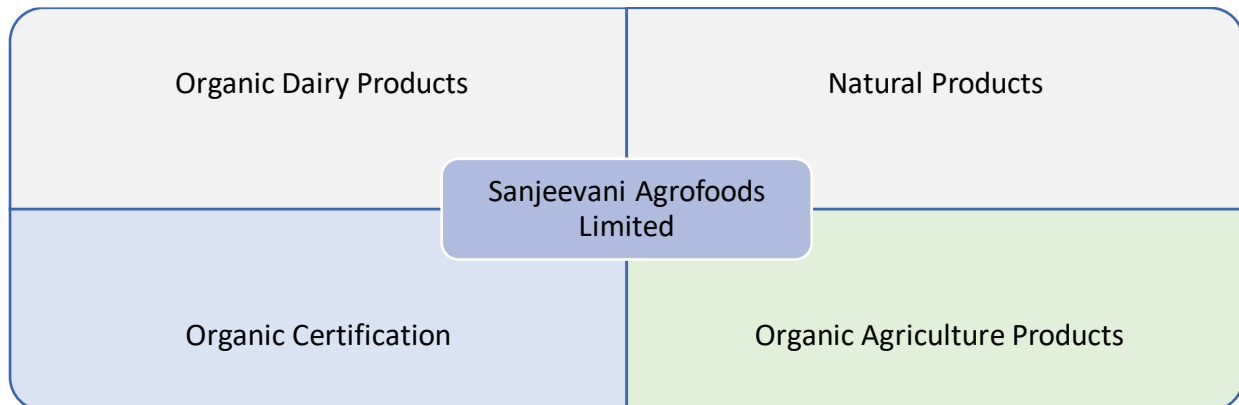 Organic Dairy Products
Natural Products
Sanjeevani Agrofoods
Limited
Organic Certification
Organic Agriculture Products